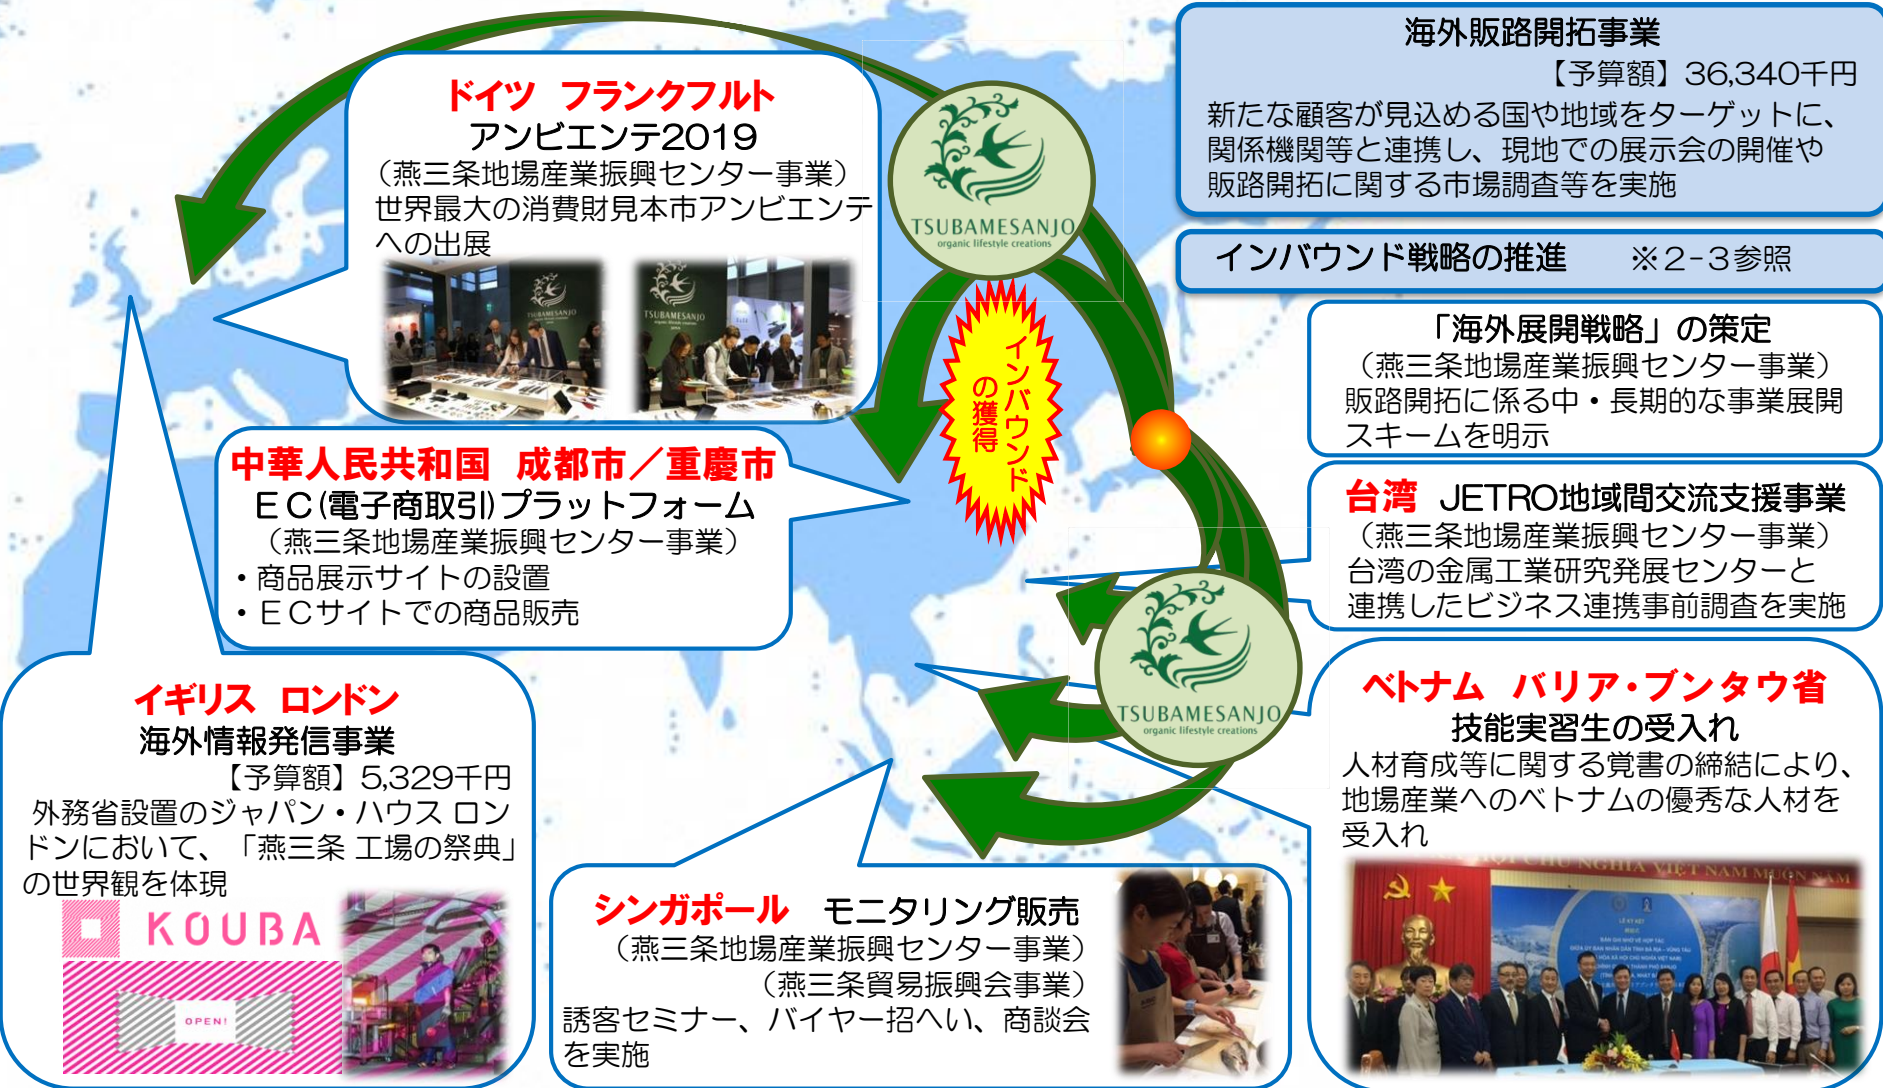 海外販路開拓事業
【予算額】36,340千円
新たな顧客が見込める国や地域をターゲットに、
関係機関等と連携し、現地での展示会の開催や
販路開拓に関する市場調査等を実施
インバウンド戦略の推進　※2-3参照
ドイツ　フランクフルト
アンビエンテ2019
（燕三条地場産業振興センター事業）
世界最大の消費財見本市アンビエンテ
への出展
TSUBAMESANJO
organic lifestyle creations
TSUBAMESANJO
TSUBAMESANJO
organic lifestyle creations
インバウンド
の獲得
「海外展開戦略」の策定
（燕三条地場産業振興センター事業）
販路開拓に係る中・長期的な事業展開
スキームを明示
中華人民共和国　成都市／重慶市
ＥＣ(電子商取引)プラットフォーム
（燕三条地場産業振興センター事業）
・商品展示サイトの設置
・ＥＣサイトでの商品販売
台湾　JETRO地域間交流支援事業
（燕三条地場産業振興センター事業）
台湾の金属工業研究発展センターと
連携したビジネス連携事前調査を実施
TSUBAMESANJO
organic lifestyle creations
イギリス　ロンドン
海外情報発信事業
【予算額】5,329千円
外務省設置のジャパン・ハウス ロン
ドンにおいて、「燕三条 工場の祭典」
の世界観を体現
KOUBA
OPEN!
シンガポール　モニタリング販売
（燕三条地場産業振興センター事業）
（燕三条貿易振興会事業）
誘客セミナー、バイヤー招へい、商談会
を実施
ベトナム　バリア・ブンタウ省
技能実習生の受入れ
人材育成等に関する覚書の締結により、
地場産業へのベトナムの優秀な人材を
受入れ
CHỦ NGHĨA VIỆT NAM MUÔN NĂM
LỄ KÝ KẾT
BẢN GHI NHỚ VỀ HỢP TÁC